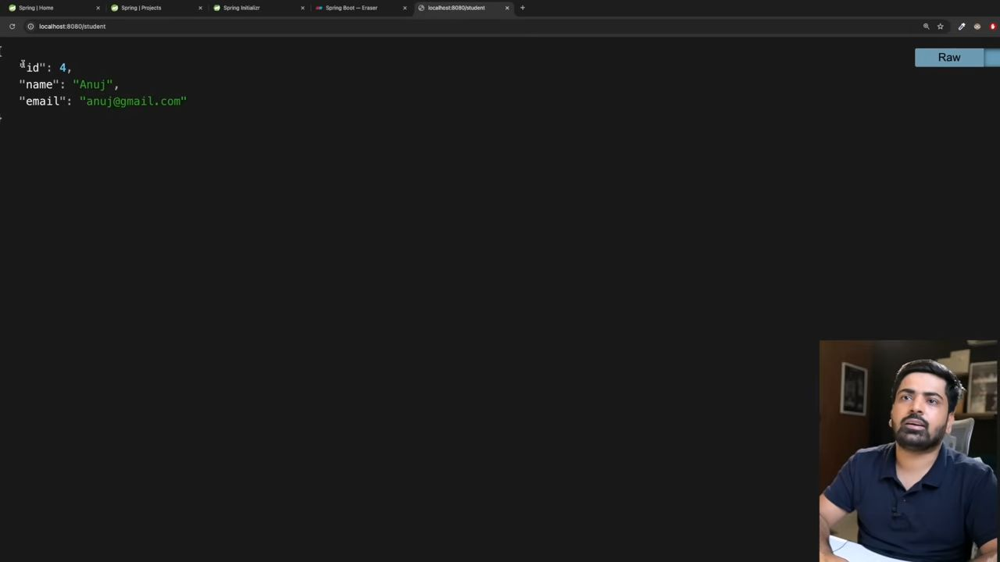 Spring | Home
Spring | Projects
Spring Initializr
Spring Boot — Eraser
localhost:8080/student
localhost:8080/student
Raw
{
"id": 4,
"name": "Anuj",
"email": "anuj@gmail.com"
}